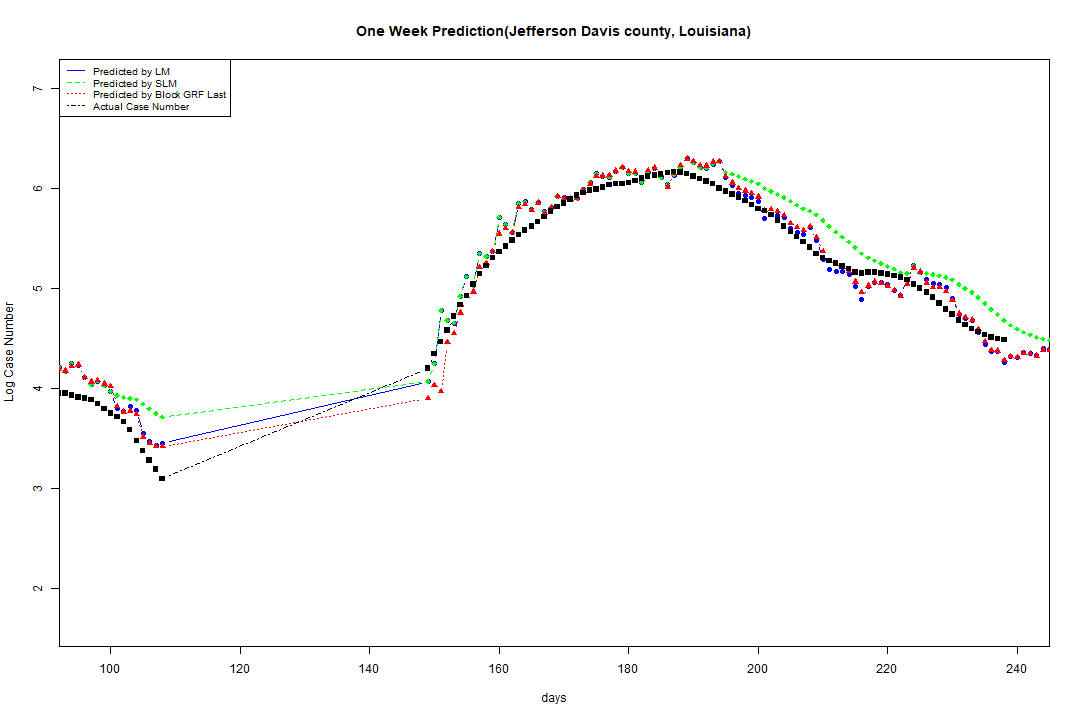 One Week Prediction(Jefferson Davis county, Louisiana)
Predicted by LM
Predicted by SLM
Predicted by Block GRF Last
Actual Case Number
7
6
5
4
3
2
Log Case Number
100 120 140 160 180 200 220 240
days